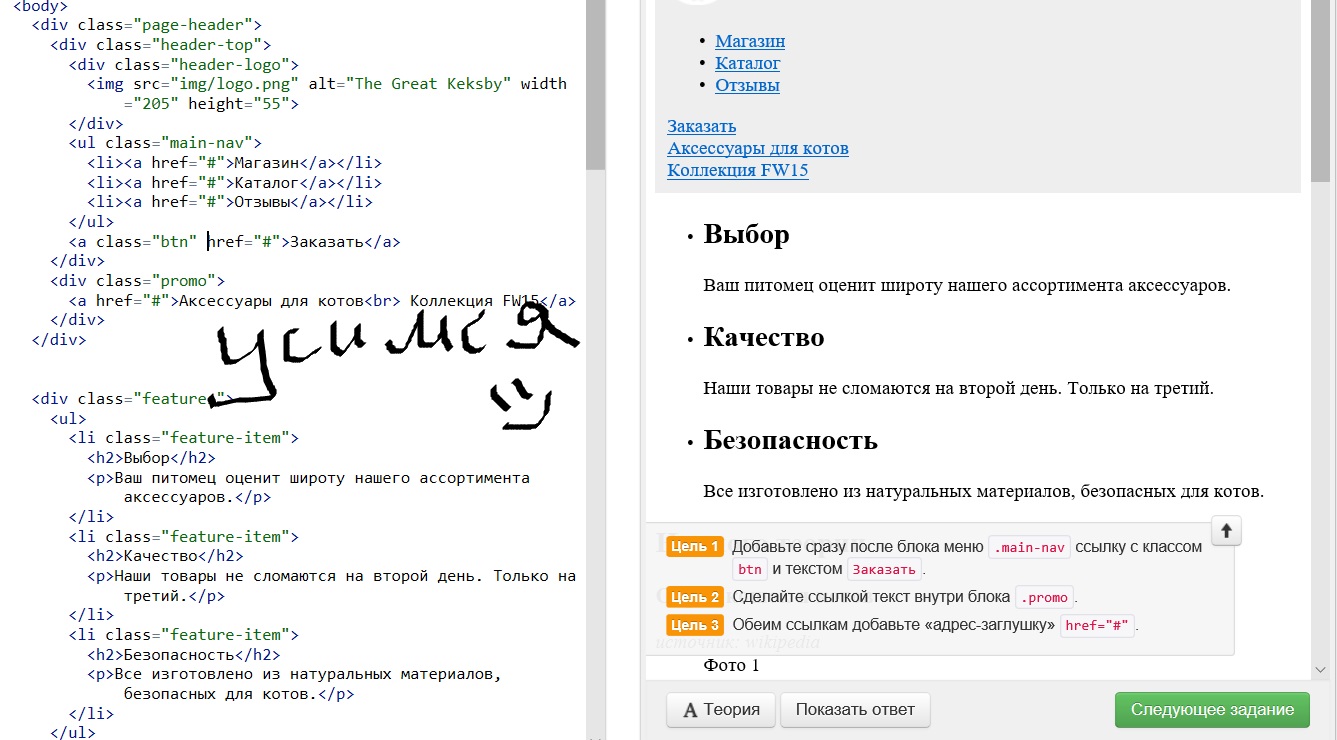 <body>
<div class="page-header">
<div class="header-top">
<div class="header-logo">
<img src="img/logo.png" alt="The Great Keksby" width
="205" height="55">
</div>
<ul class="main-nav">
<li><a href="#">Магазин</a></li>
<li><a href="#">Каталог</a></li>
<li><a href="#">Отзывы</a></li>
</ul>
<a class="btn" href="#">Заказать</a>
</div>
<div class="promo">
<a href="#">Аксессуары для котов<br> Коллекция FW15</a>
</div>
</div>
усимся
<div class="feature
<ul>
<li class="feature-item">
<h2>Выбор</h2>
<p>Ваш питомец оценит широту нашего ассортимента
аксессуаров.</p>
</li>
<li class="feature-item">
<h2>Качество</h2>
<p>Наши товары не сломаются на второй день. Только на
третий.</p>
</li>
<li class="feature-item">
<h2>Безопасность</h2>
<p>Все изготовлено из натуральных материалов,
безопасных для котов.</p>
</li>
</ul>
• Магазин
• Каталог
• Отзывы
Заказать
Аксессуары для котов
Коллекция FW15
• Выбор
Ваш питомец оценит широту нашего ассортимента аксессуаров.
• Качество
Наши товары не сломаются на второй день. Только на третий.
• Безопасность
Все изготовлено из натуральных материалов, безопасных для котов.
Цель 1 Добавьте сразу после блока меню .main-nav ссылку с классом
btn и текстом Заказать.
Цель 2 Сделайте ссылкой текст внутри блока .promo.
Цель 3 Обеим ссылкам добавьте «адрес-заглушку» href="#".
источник: wikipedia
Фото 1
A Теория
Показать ответ
Следующее задание